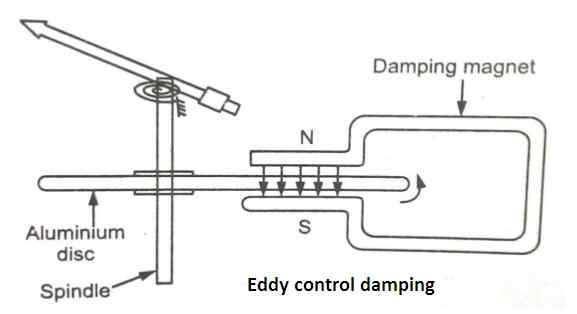 Damping magnet
N
S
Aluminium
disc
Spindle
Eddy control damping